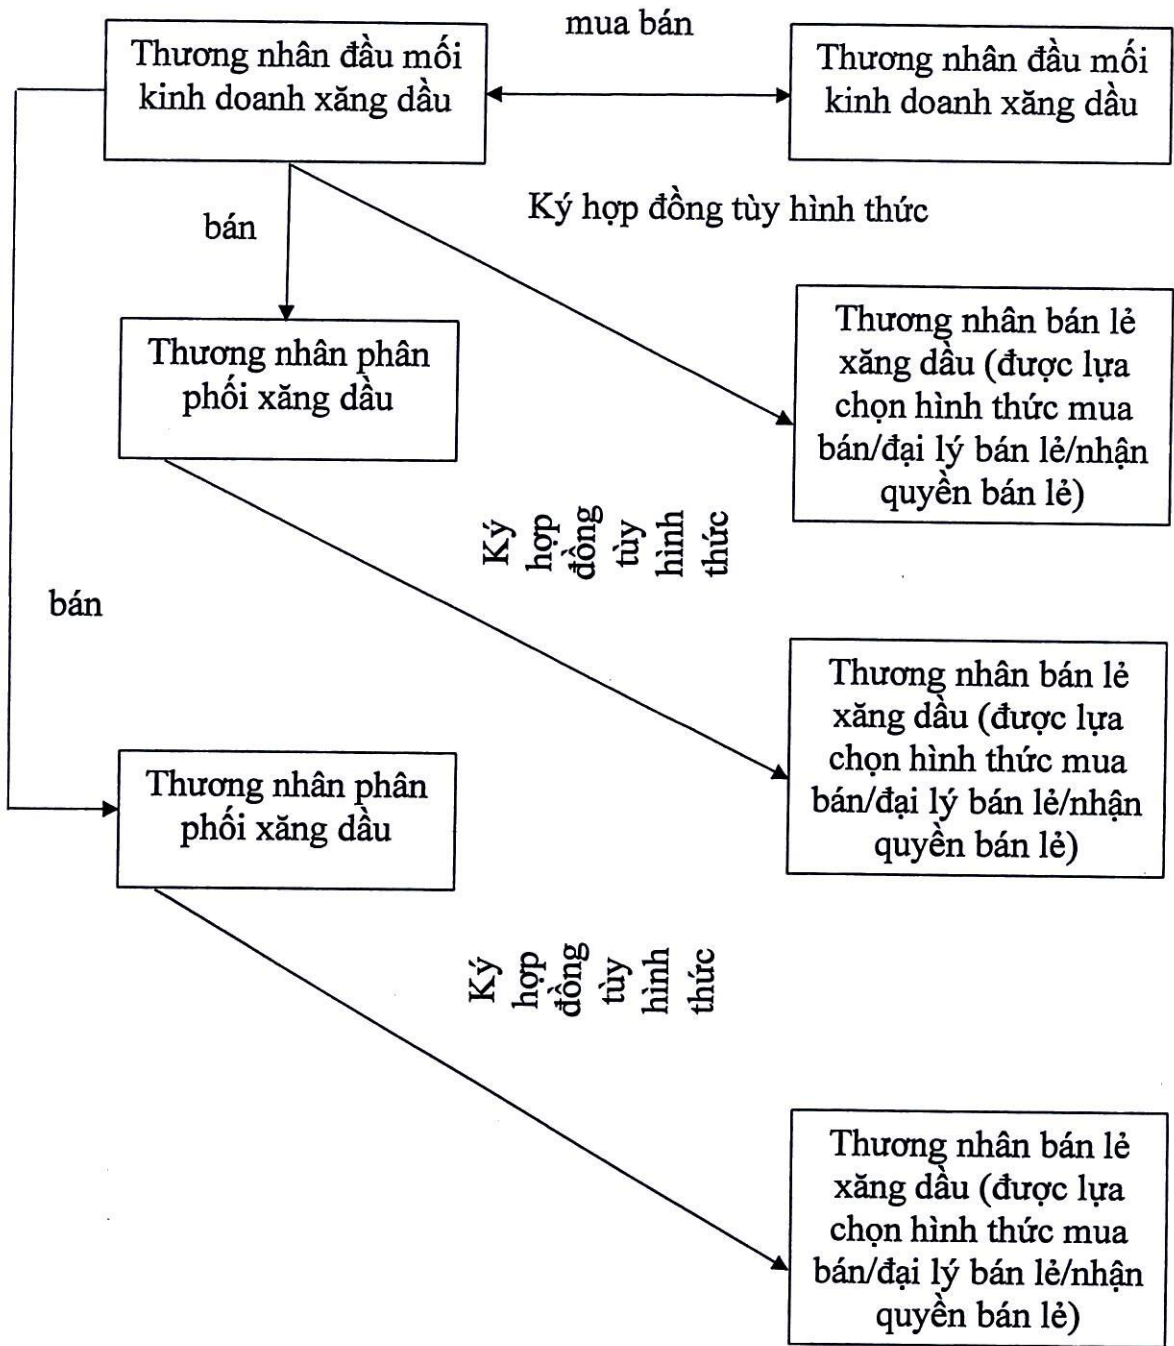 mua bán
Thương nhân đầu mối
kinh doanh xăng dầu
Thương nhân đầu mối
kinh doanh xăng dầu
Ký hợp đồng tùy hình thức
bán
Thương nhân phân
phối xăng dầu
Thương nhân bán lẻ
xăng dầu (được lựa
chọn hình thức mua
bán/đại lý bán lẻ/nhận
quyền bán lẻ)
Ký
hợp
đồng
tùy
hình
thức
bán
Thương nhân bán lẻ
xăng dầu (được lựa
chọn hình thức mua
bán/đại lý bán lẻ/nhận
quyền bán lẻ)
Thương nhân phân
phối xăng dầu
Ký
hợp
đồng
tùy
hình
thức
Thương nhân bán lẻ
xăng dầu (được lựa
chọn hình thức mua
bán/đại lý bán lẻ/nhận
quyền bán lẻ)